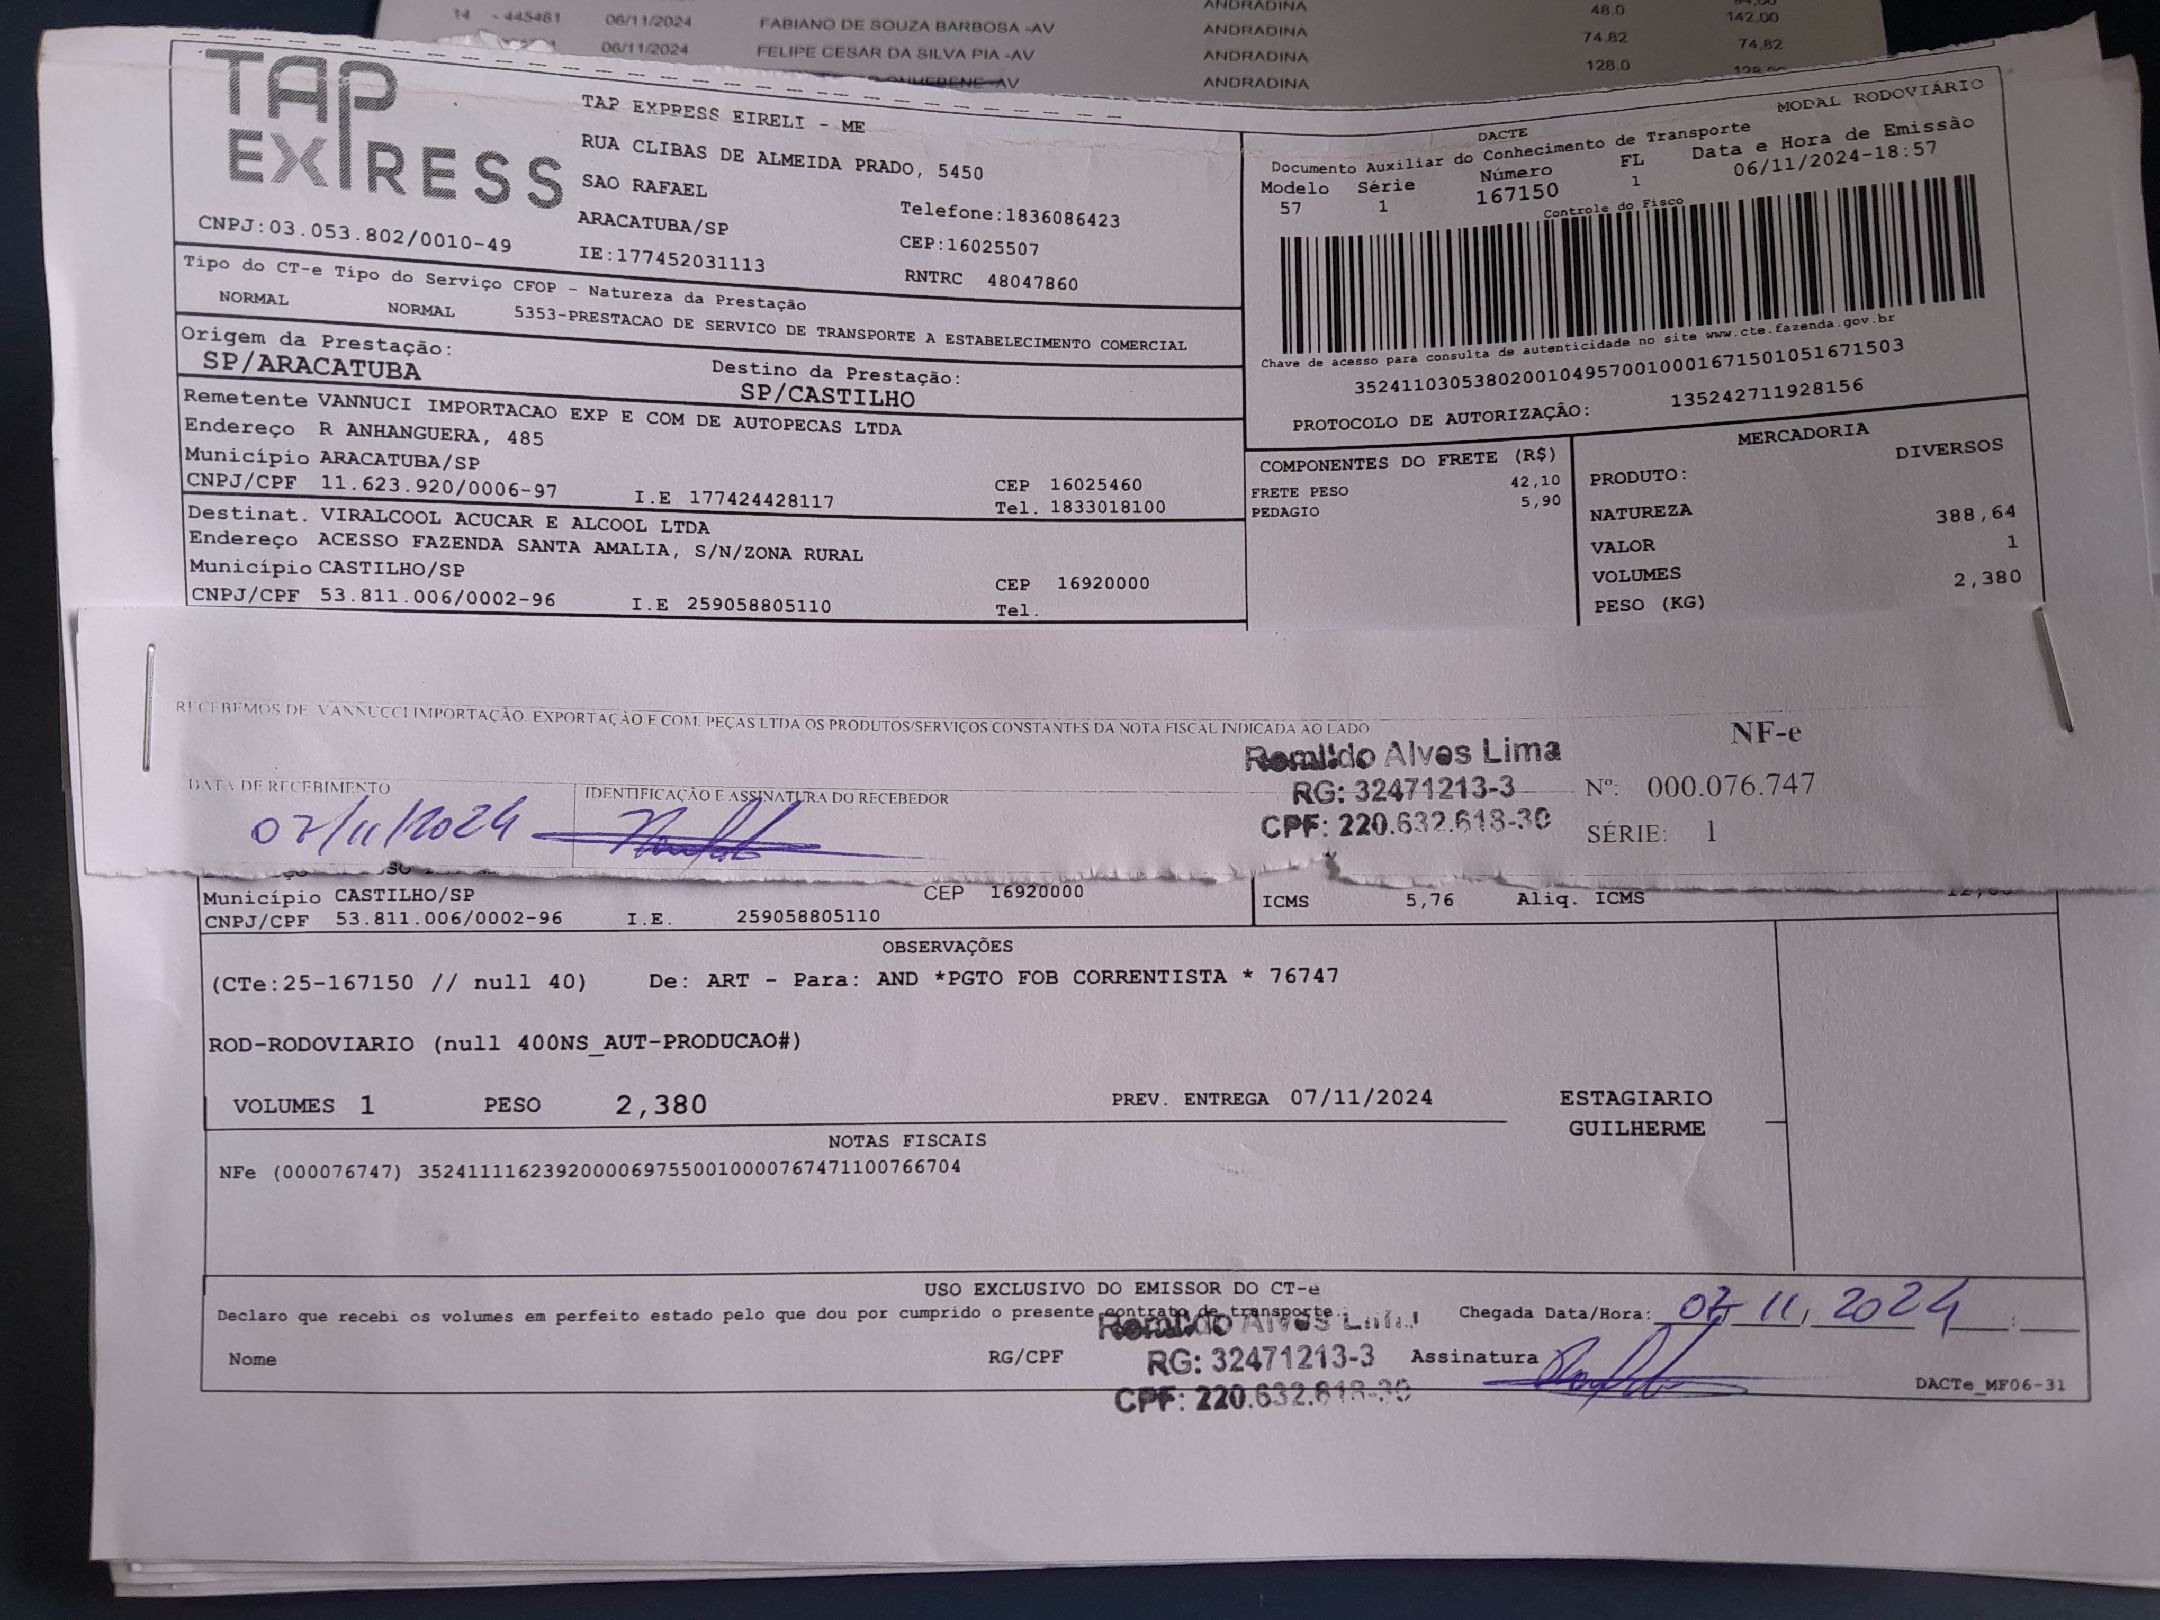 14 - 445481 06/11/2024 FABIANO DE SOUZA BARBOSA -AV ANDRADINA 48.0 142,00
06/11/2024 FELIPE CESAR DA SILVA PIA -AV ANDRADINA 74.82 74,82
-AV ANDRADINA 128.0
TAP EXPRESS
CNPJ:03.053.802/0010-49
TAP EXPRESS EIRELI - ME
RUA CLIBAS DE ALMEIDA PRADO, 5450
SAO RAFAEL
ARACATUBA/SP
IE:177452031113
Telefone:1836086423
CEP:16025507
RNTRC 48047860
DACTE
MODAL RODOVIÁRIO
Documento Auxiliar do Conhecimento de Transporte
Modelo Série Número FL Data e Hora de Emissão
57 1 167150 1 06/11/2024-18:57
Controle do Fisco
Chave de acesso para consulta de autenticidade no site www.cte.fazenda.gov.br
35241103053802001049570010001671501051671503
PROTOCOLO DE AUTORIZAÇÃO: 135242711928156
Tipo do CT-e Tipo do Serviço CFOP - Natureza da Prestação
NORMAL NORMAL 5353-PRESTACAO DE SERVICO DE TRANSPORTE A ESTABELECIMENTO COMERCIAL
Origem da Prestação: Destino da Prestação:
SP/ARACATUBA SP/CASTILHO
Remetente VANNUCI IMPORTACAO EXP E COM DE AUTOPECAS LTDA
Endereço R ANHANGUERA, 485
Município ARACATUBA/SP CEP 16025460
CNPJ/CPF 11.623.920/0006-97 I.E 177424428117 Tel. 1833018100
Destinat. VIRALCOOL ACUCAR E ALCOOL LTDA
Endereço ACESSO FAZENDA SANTA AMALIA, S/N/ZONA RURAL
Município CASTILHO/SP CEP 16920000
CNPJ/CPF 53.811.006/0002-96 I.E 259058805110 Tel.
COMPONENTES DO FRETE (R$)
FRETE PESO 42,10
PEDAGIO 5,90
MERCADORIA
PRODUTO: DIVERSOS
NATUREZA
VALOR 388,64
VOLUMES 1
PESO (KG) 2,380
RECEBEMOS DE VANNUCCI IMPORTAÇÃO. EXPORTAÇÃO E COM. PEÇAS LTDA OS PRODUTOS/SERVIÇOS CONSTANTES DA NOTA FISCAL INDICADA AO LADO
NF-e
Nº: 000.076.747
SÉRIE: 1
DATA DE RECEBIMENTO IDENTIFICAÇÃO E ASSINATURA DO RECEBEDOR
07/11/2024
Romildo Alves Lima
RG: 32471213-3
CPF: 220.632.618-30
Município CASTILHO/SP CEP 16920000
CNPJ/CPF 53.811.006/0002-96 I.E. 259058805110
ICMS 5,76 Aliq. ICMS
OBSERVAÇÕES
(CTe:25-167150 // null 40) De: ART - Para: AND *PGTO FOB CORRENTISTA * 76747
ROD-RODOVIARIO (null 400NS_AUT-PRODUCAO#)
VOLUMES 1 PESO 2,380 PREV. ENTREGA 07/11/2024 ESTAGIARIO
GUILHERME
NOTAS FISCAIS
NFe (000076747) 35241111623920000697550010000767471100766704
USO EXCLUSIVO DO EMISSOR DO CT-e
Declaro que recebi os volumes em perfeito estado pelo que dou por cumprido o presente contrato de transporte. Chegada Data/Hora: 07 11, 2024
Romildo Alves Lima
Nome RG/CPF RG: 32471213-3 Assinatura
CPF: 220.632.618-30
DACTe_MF06-31